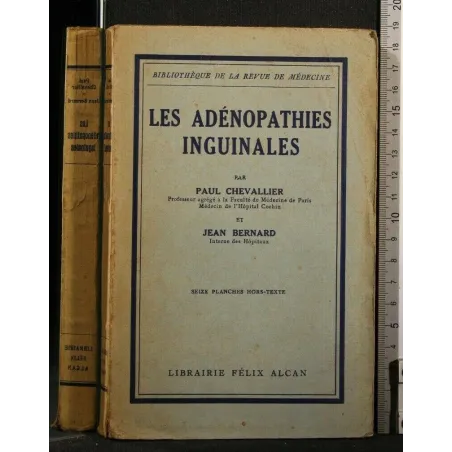 BIBLIOTHÈQUE DE LA REVUE DE MÉDECINE
LES ADÉNOPATHIES
INGUINALES
PAR
PAUL CHEVALLIER
Professeur agrégé à la Faculté de Médecine de Paris
Médecin de l'Hôpital Cochin
ET
JEAN BERNARD
Interne des Hôpitaux
SEIZE PLANCHES HORS-TEXTE
LIBRAIRIE FÉLIX ALCAN